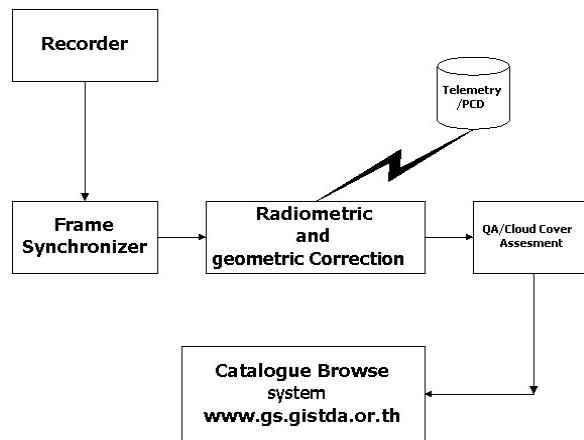 Recorder
Telemetry
/PCD
Frame
Synchronizer
Radiometric
and
geometric Correction
QA/Cloud Cover
Assesment
Catalogue Browse
system
www.gs.gistda.or.th